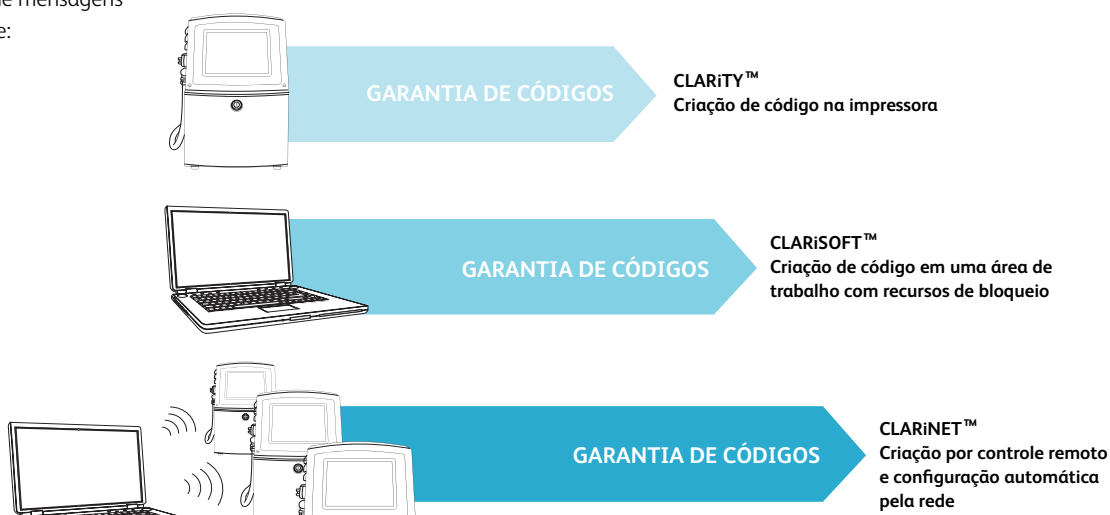 de mensagens
e:
GARANTIA DE CÓDIGOS
CLARiTY™
Criação de código na impressora
GARANTIA DE CÓDIGOS
CLARiSOFT™
Criação de código em uma área de
trabalho com recursos de bloqueio
GARANTIA DE CÓDIGOS
CLARiNET™
Criação por controle remoto
e configuração automática
pela rede